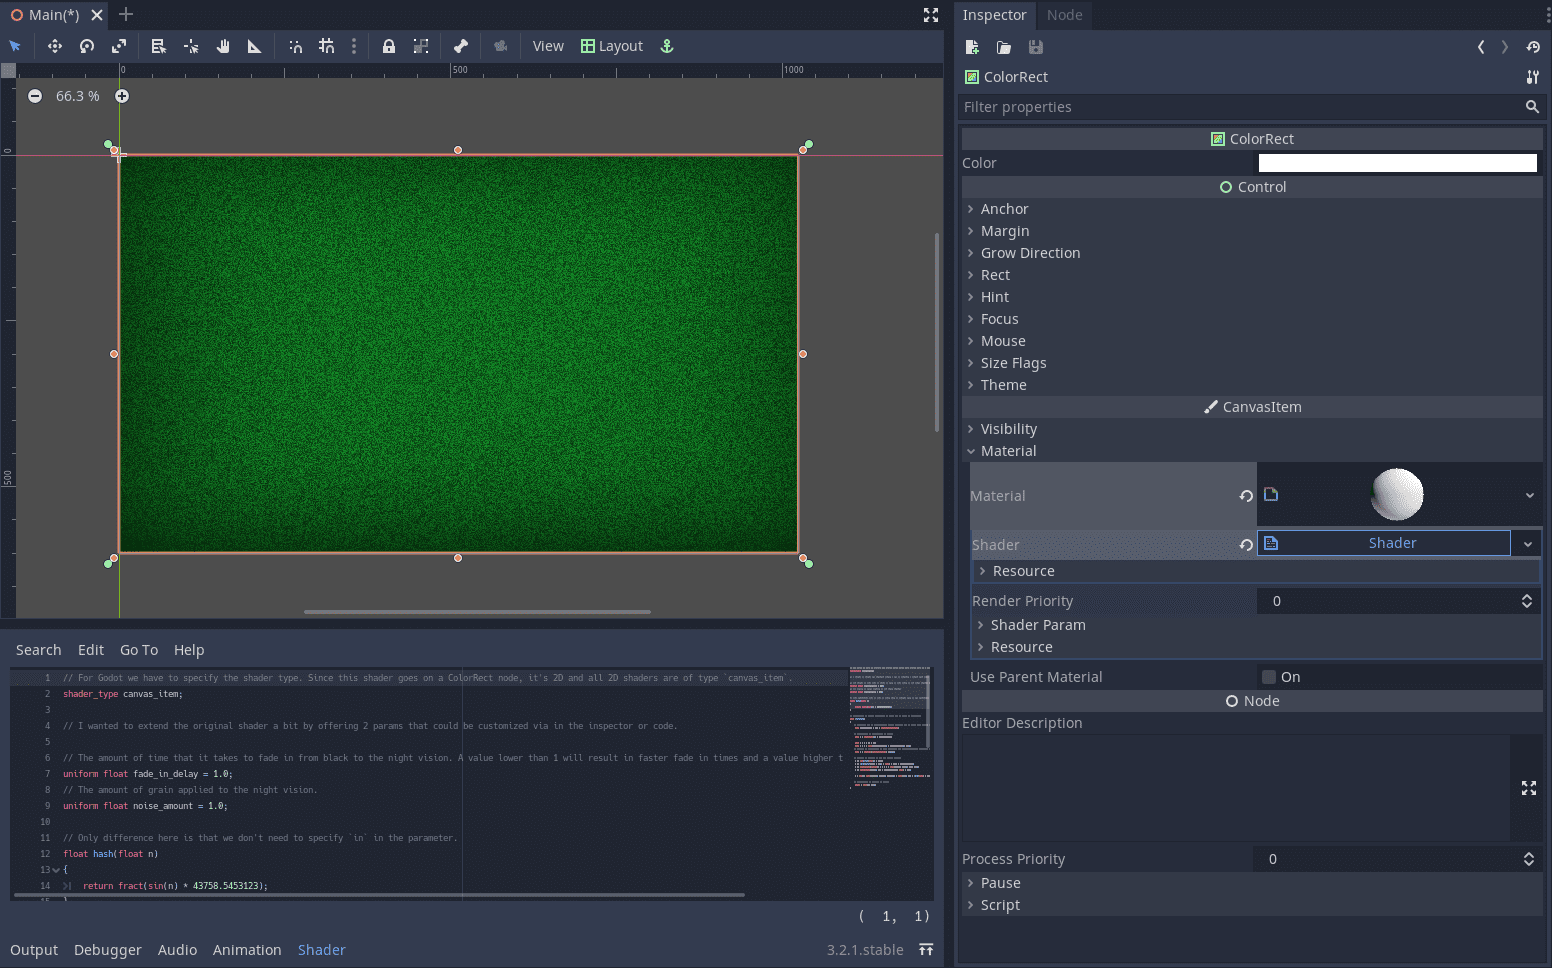 Main(*)
View
Layout
0
500
1000
66.3 %
0
500
Search Edit Go To Help
1 // For Godot we have to specify the shader type. Since this shader goes on a ColorRect node, it's 2D and all 2D shaders are of type `canvas_item`.
2 shader_type canvas_item;
3
4 // I wanted to extend the original shader a bit by offering 2 params that could be customized via in the inspector or code.
5
6 // The amount of time that it takes to fade in from black to the night vision. A value lower than 1 will result in faster fade in times and a value higher t
7 uniform float fade_in_delay = 1.0;
8 // The amount of grain applied to the night vision.
9 uniform float noise_amount = 1.0;
10
11 // Only difference here is that we don't need to specify `in` in the parameter.
12 float hash(float n)
13 {
14 return fract(sin(n) * 43758.5453123);
( 1, 1)
Output Debugger Audio Animation Shader
3.2.1.stable
Inspector Node
ColorRect
Filter properties
ColorRect
Color
Control
Anchor
Margin
Grow Direction
Rect
Hint
Focus
Mouse
Size Flags
Theme
CanvasItem
Visibility
Material
Material
Shader Shader
Resource
Render Priority 0
Shader Param
Resource
Use Parent Material On
Node
Editor Description
Process Priority 0
Pause
Script